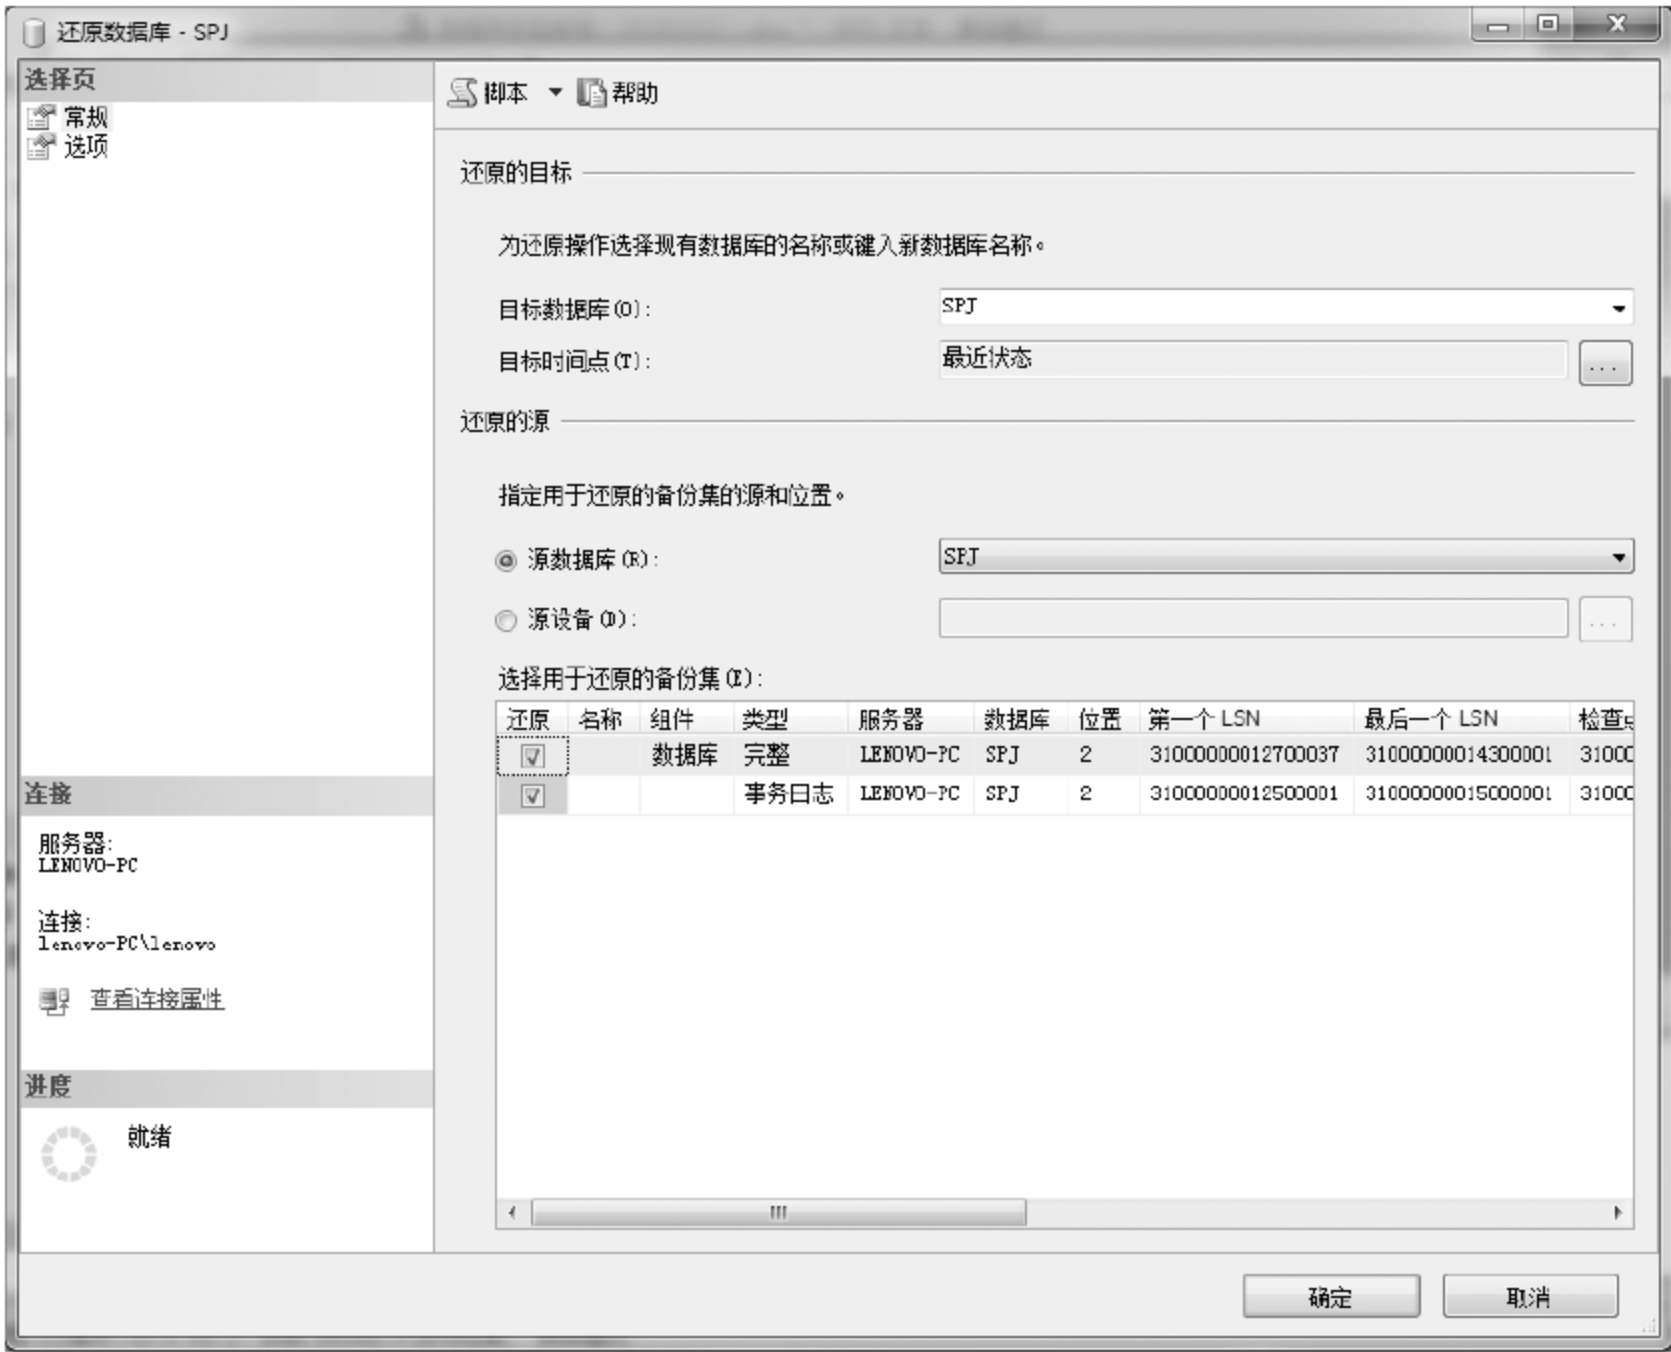 还原数据库 - SPJ
选择页
常规
选项
脚本 帮助
还原的目标
为还原操作选择现有数据库的名称或键入新数据库名称。
目标数据库(O): SPJ
目标时间点(T): 最近状态 ...
还原的源
指定用于还原的备份集的源和位置。
源数据库(R): SPJ
源设备(D): ...
选择用于还原的备份集(E):
还原 名称 组件 类型 服务器 数据库 位置 第一个 LSN 最后一个 LSN 检查
数据库 完整 LENOVO-PC SPJ 2 31000000012700037 31000000014300001 31000
事务日志 LENOVO-PC SPJ 2 31000000012500001 31000000015000001 31000
连接
服务器:
LENOVO-PC
连接:
lenovo-PC\lenovo
查看连接属性
进度
就绪
确定 取消